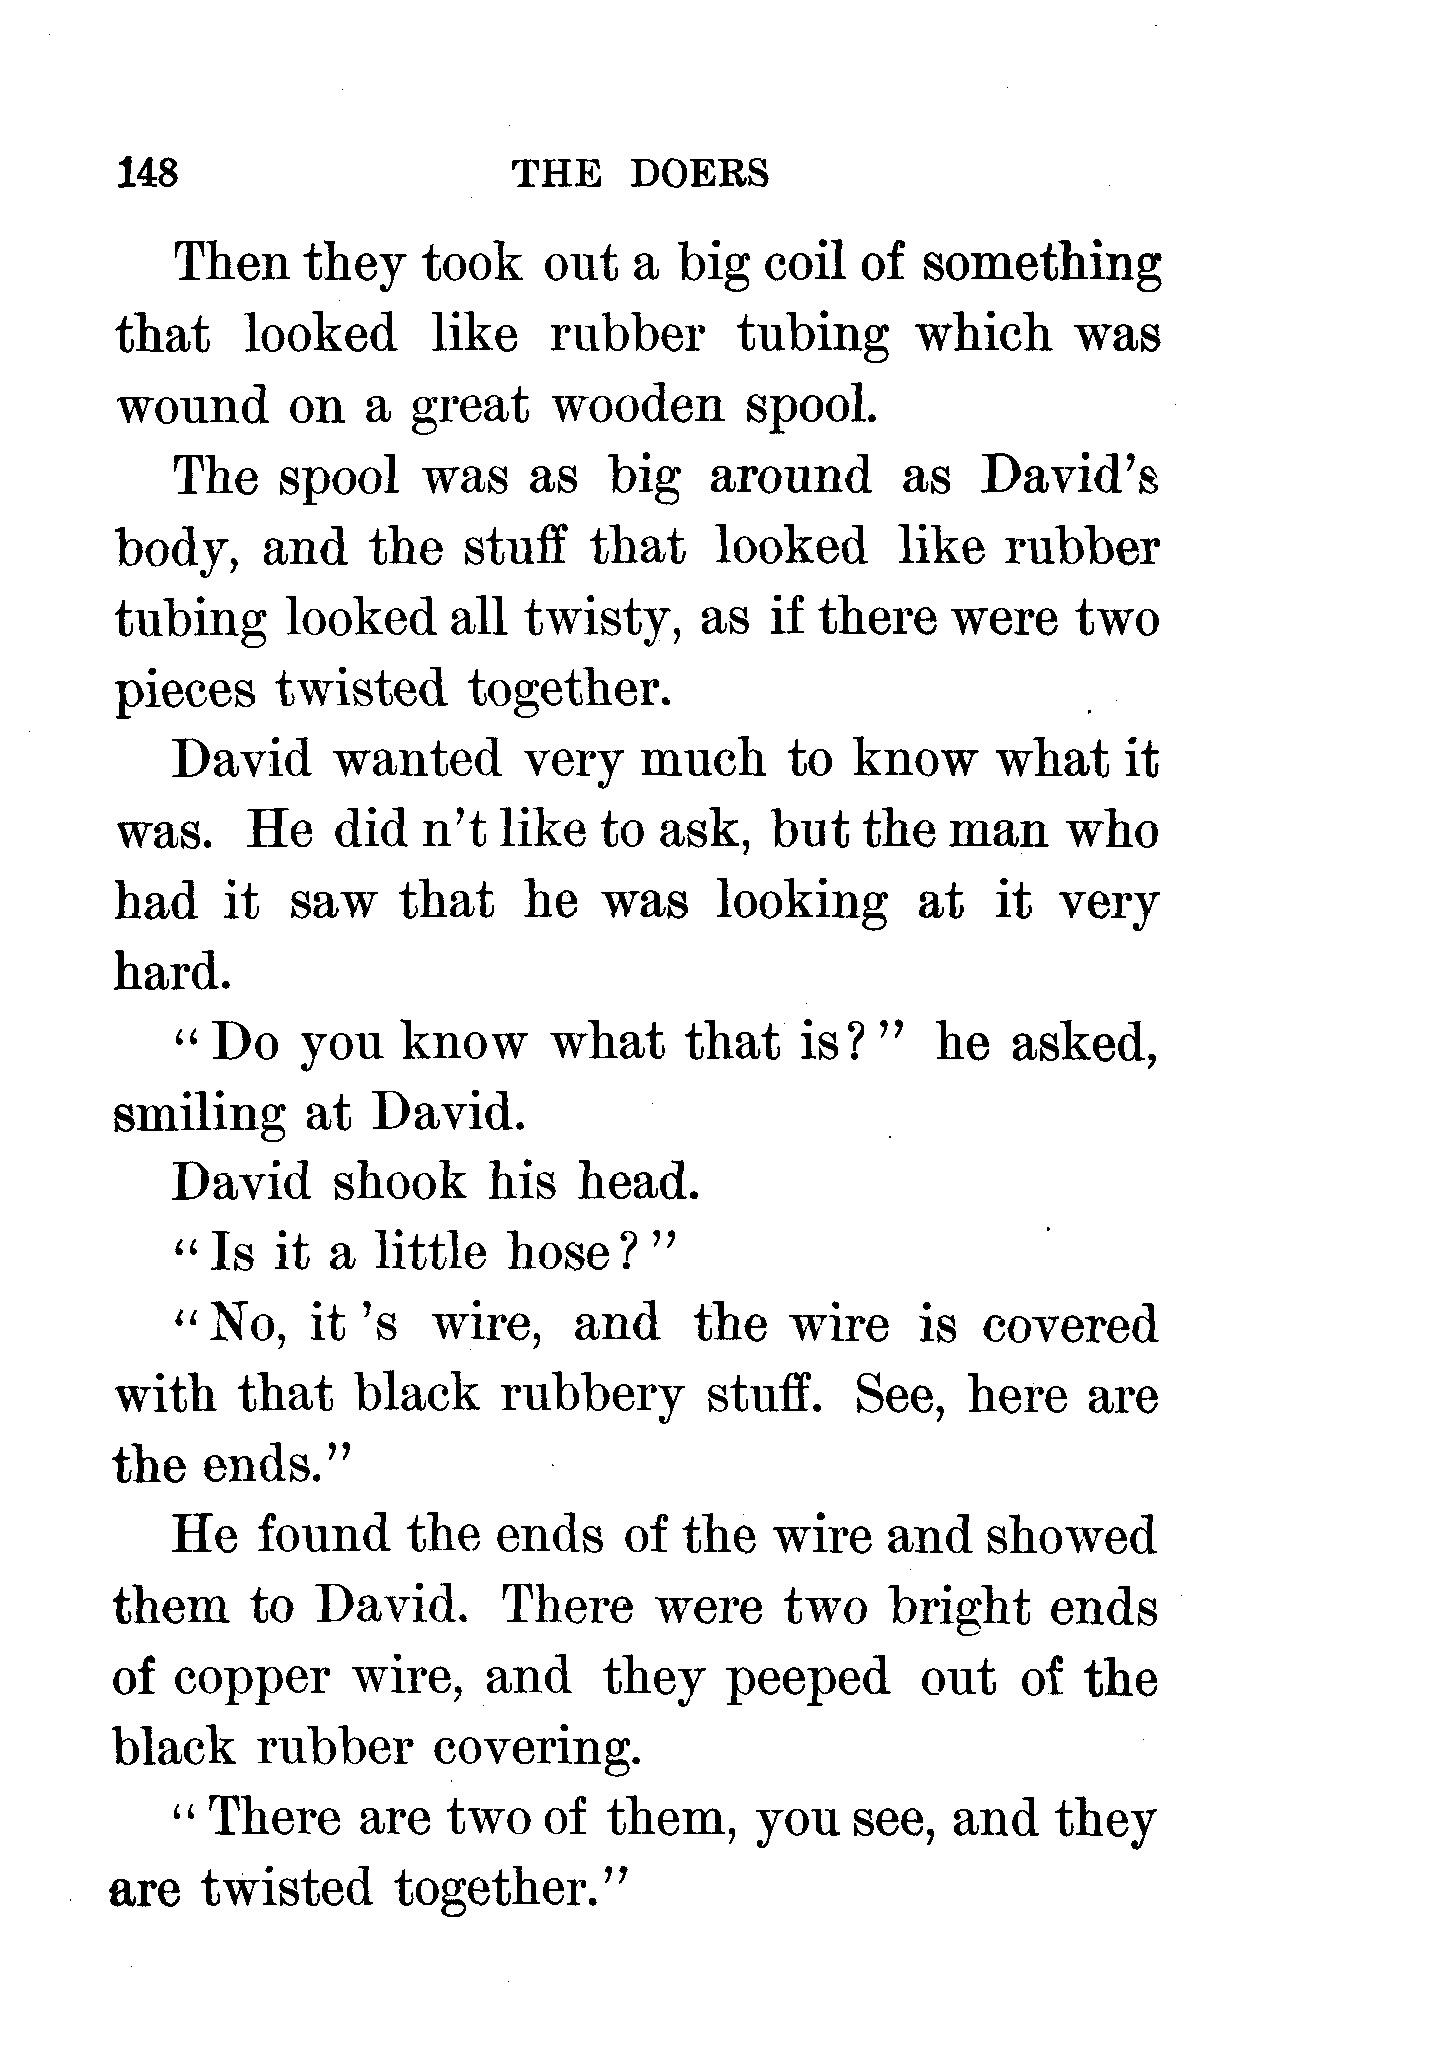 148 THE DOERS
Then they took out a big coil of something
that looked like rubber tubing which was
wound on a great wooden spool.
The spool was as big around as David's
body, and the stuff that looked like rubber
tubing looked all twisty, as if there were two
pieces twisted together.
David wanted very much to know what it
was. He did n't like to ask, but the man who
had it saw that he was looking at it very
hard.
"Do you know what that is?" he asked,
smiling at David.
David shook his head.
"Is it a little hose?"
"No, it 's wire, and the wire is covered
with that black rubbery stuff. See, here are
the ends."
He found the ends of the wire and showed
them to David. There were two bright ends
of copper wire, and they peeped out of the
black rubber covering.
"There are two of them, you see, and they
are twisted together."